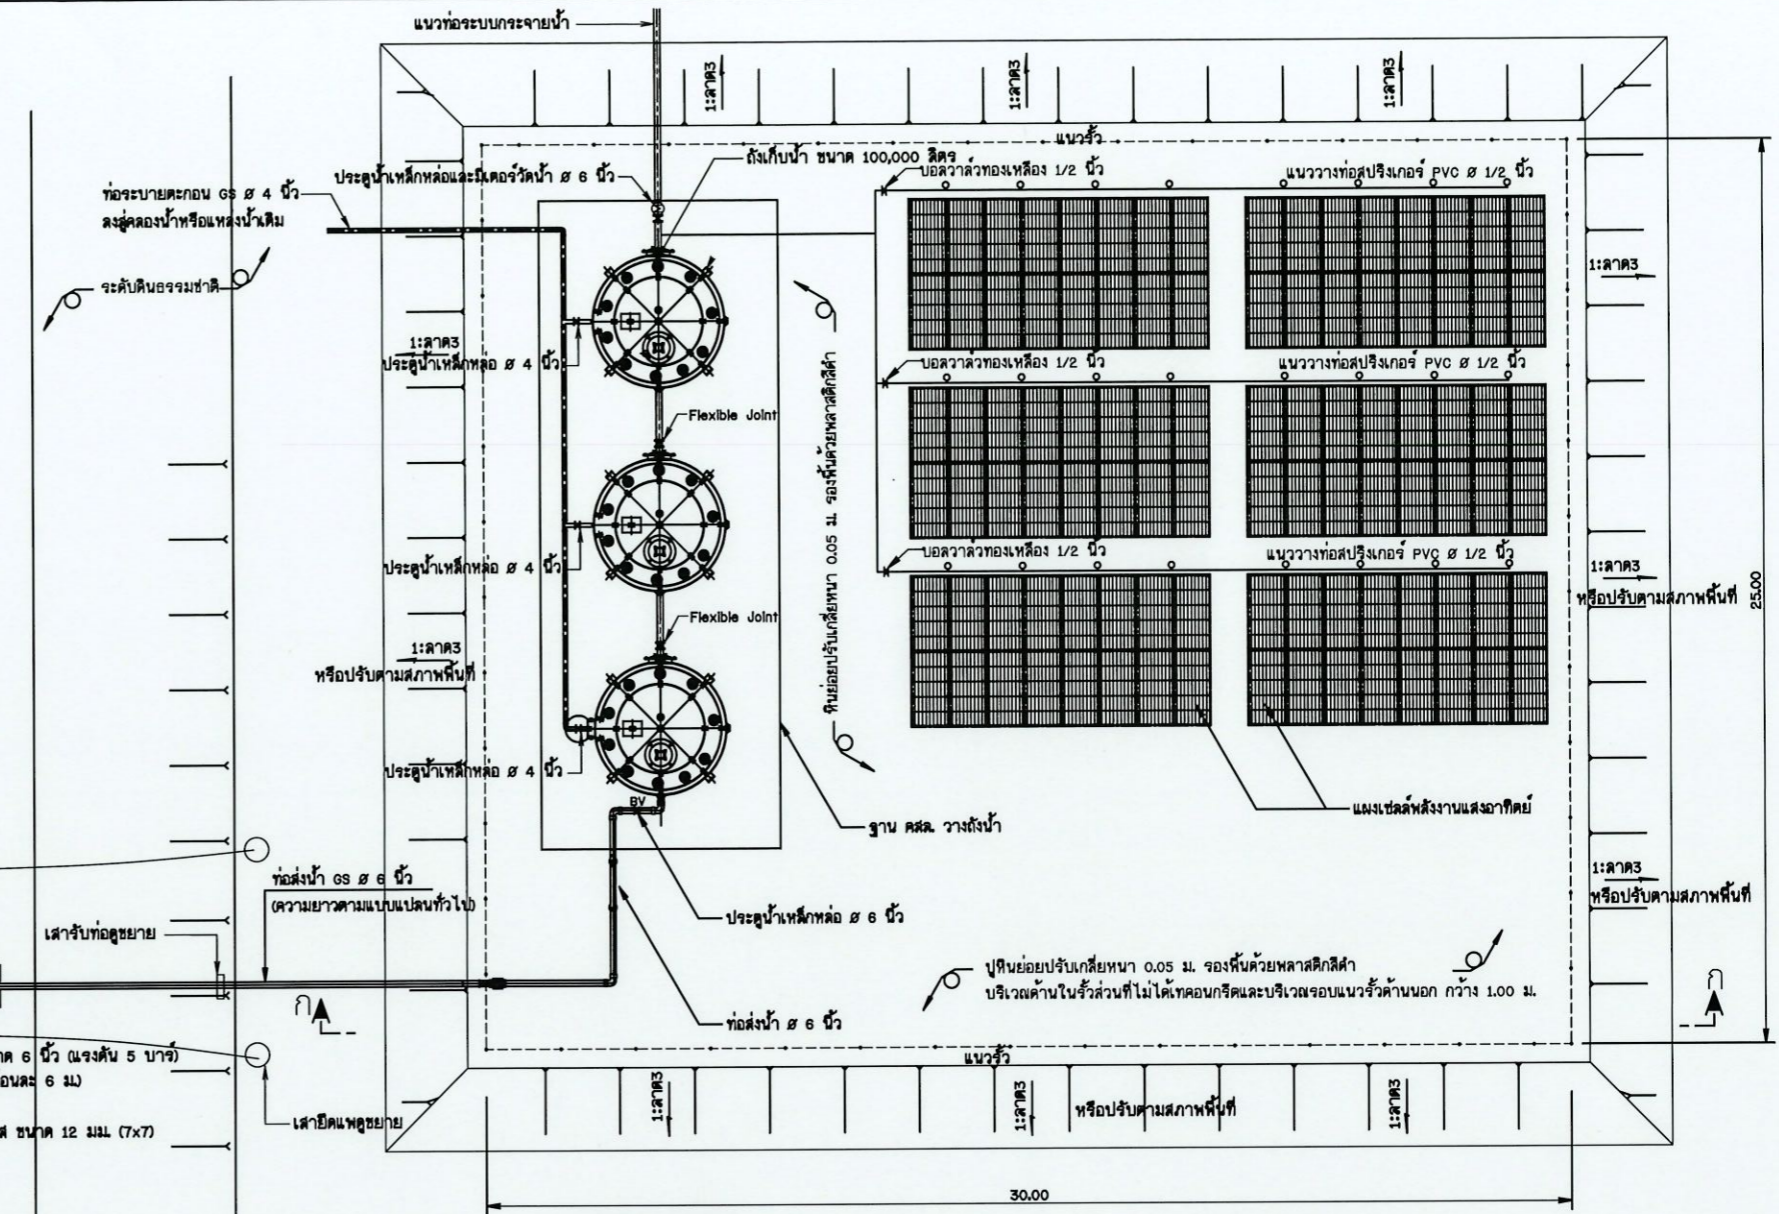 แนวท่อระบบกระจายน้ำ
1:ลาด3
1:ลาด3
1:ลาด3
แนวรั้ว
ถังเก็บน้ำ ขนาด 100,000 ลิตร
ประตูน้ำเหล็กหล่อและมิเตอร์วัดน้ำ ø 6 นิ้ว
บอลวาล์วทองเหลือง 1/2 นิ้ว
แนววางท่อสปริงเกอร์ PVC ø 1/2 นิ้ว
ท่อระบายตะกอน GS ø 4 นิ้ว
ลงสู่คลองน้ำหรือแหล่งน้ำเดิม
ระดับดินธรรมชาติ
1:ลาด3
1:ลาด3
ประตูน้ำเหล็กหล่อ ø 4 นิ้ว
บอลวาล์วทองเหลือง 1/2 นิ้ว
แนววางท่อสปริงเกอร์ PVC ø 1/2 นิ้ว
Flexible Joint
หินย่อยปรับเกลี่ยหนา 0.05 ม. รองพื้นด้วยพลาสติกสีดำ
ประตูน้ำเหล็กหล่อ ø 4 นิ้ว
บอลวาล์วทองเหลือง 1/2 นิ้ว
แนววางท่อสปริงเกอร์ PVC ø 1/2 นิ้ว
1:ลาด3
หรือปรับตามสภาพพื้นที่
25.00
Flexible Joint
1:ลาด3
หรือปรับตามสภาพพื้นที่
ประตูน้ำเหล็กหล่อ ø 4 นิ้ว
BV
แผงเซลล์พลังงานแสงอาทิตย์
ฐาน คสล. วางถังน้ำ
1:ลาด3
หรือปรับตามสภาพพื้นที่
ท่อส่งน้ำ GS ø 6 นิ้ว
(ความยาวตามแบบแปลนทั่วไป)
ประตูน้ำเหล็กหล่อ ø 6 นิ้ว
เสารับท่อดูชยาย
ปูหินย่อยปรับเกลี่ยหนา 0.05 ม. รองพื้นด้วยพลาสติกสีดำ
บริเวณด้านในรั้วส่วนที่ไม่ได้เทคอนกรีตและบริเวณรอบแนวรั้วด้านนอก กว้าง 1.00 ม.
ก
ก
ท่อส่งน้ำ ø 6 นิ้ว
าด 6 นิ้ว (แรงดัน 5 บาร์)
อนละ 6 ม.)
แนวรั้ว
เสายึดแพดูชยาย
ส ขนาด 12 มม. (7x7)
1:ลาด3
1:ลาด3
หรือปรับตามสภาพพื้นที่
1:ลาด3
30.00